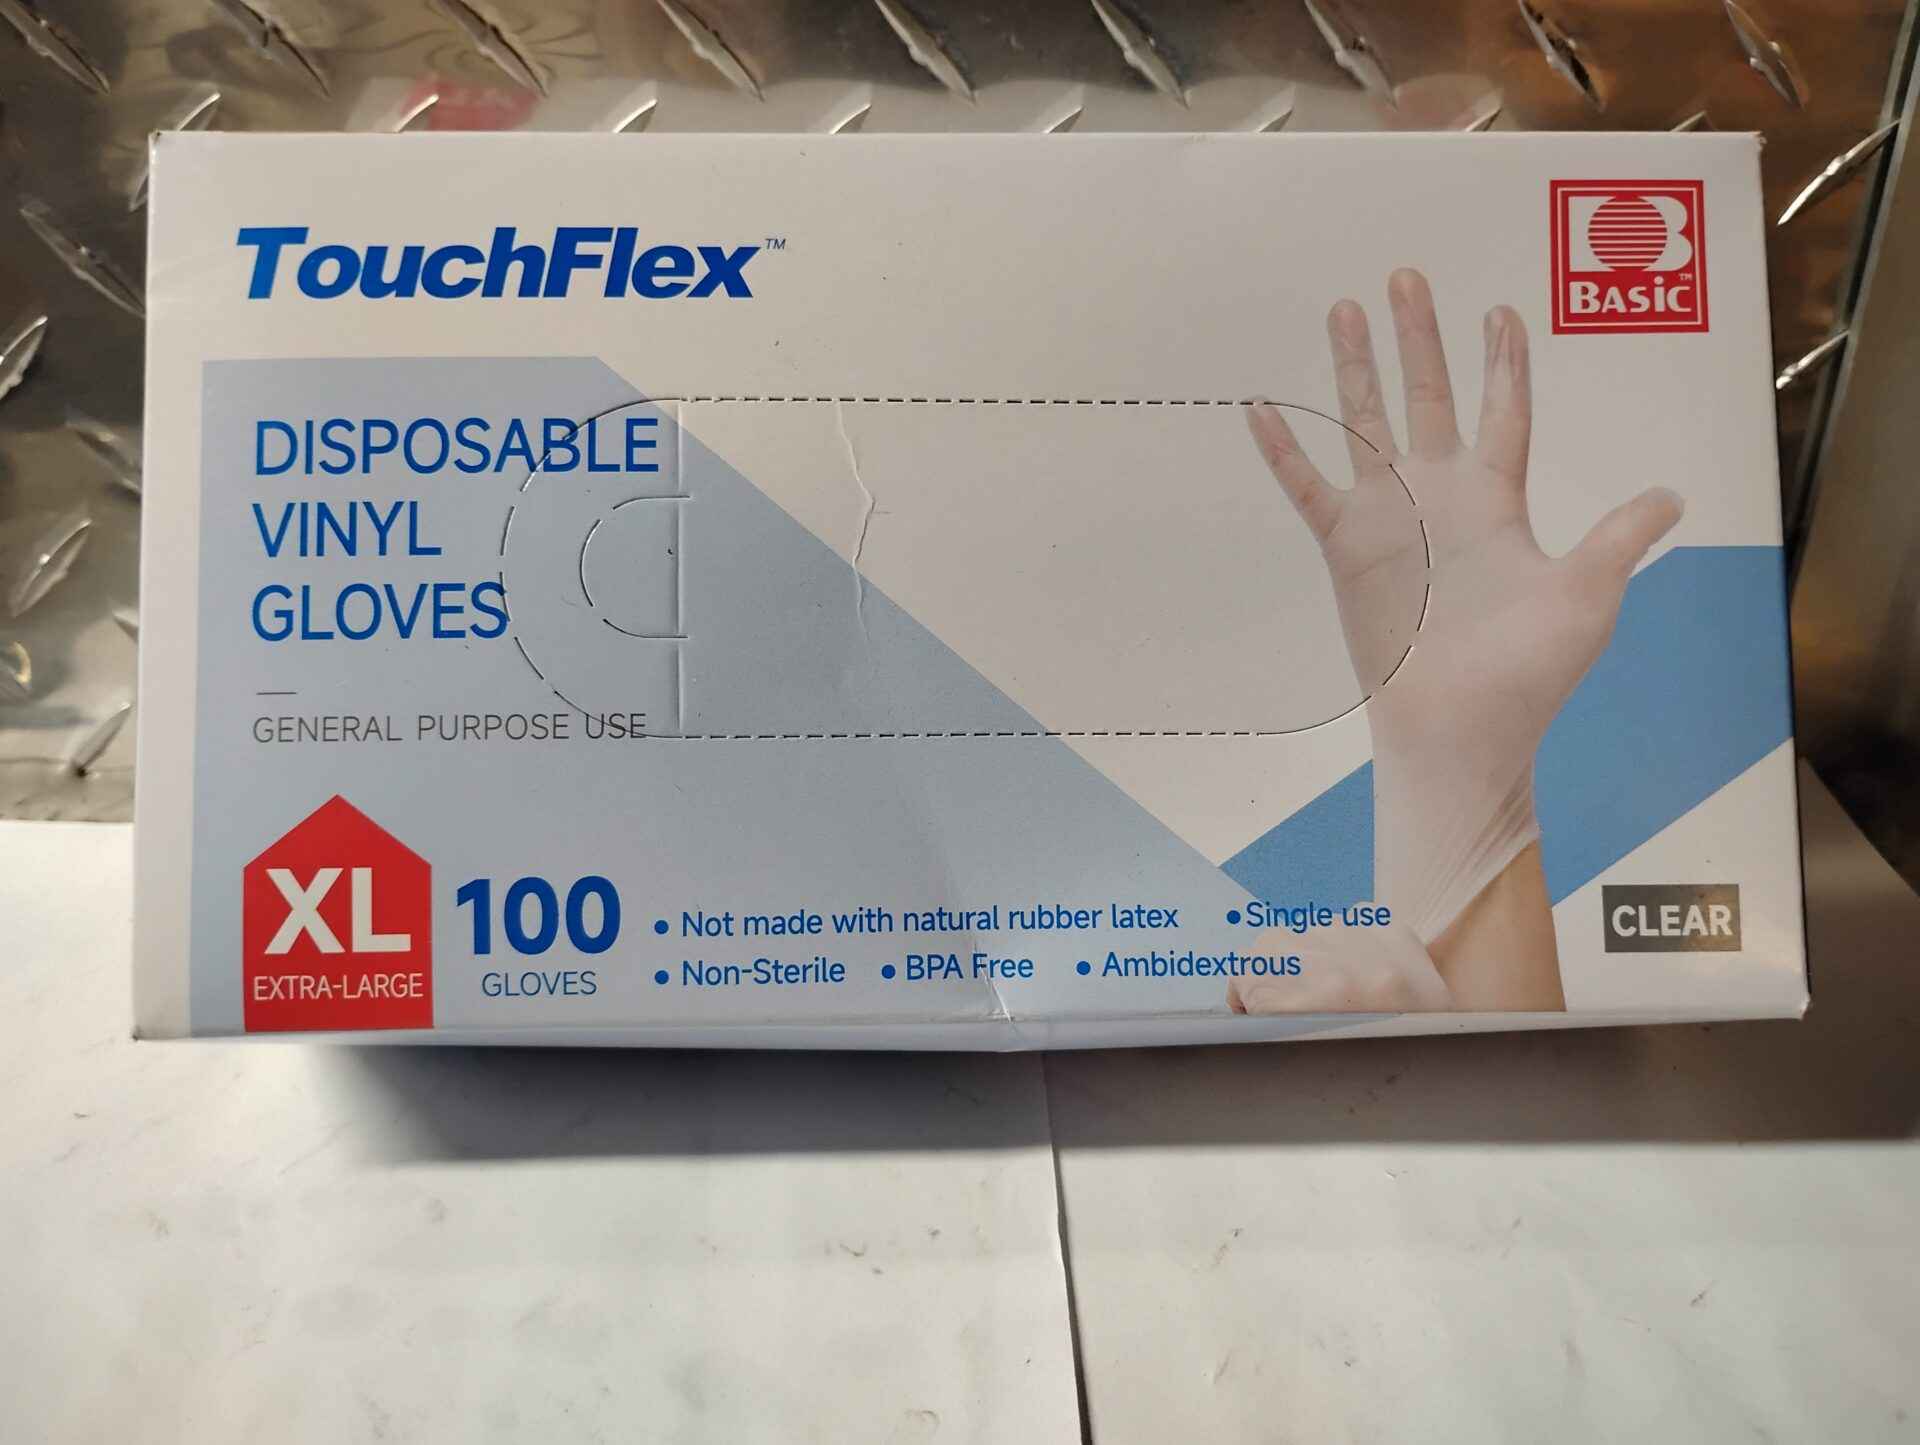 TouchFlex™
BASIC™
DISPOSABLE
VINYL
GLOVES
GENERAL PURPOSE USE
XL
EXTRA-LARGE
100
GLOVES
• Not made with natural rubber latex • Single use
• Non-Sterile • BPA Free • Ambidextrous
CLEAR